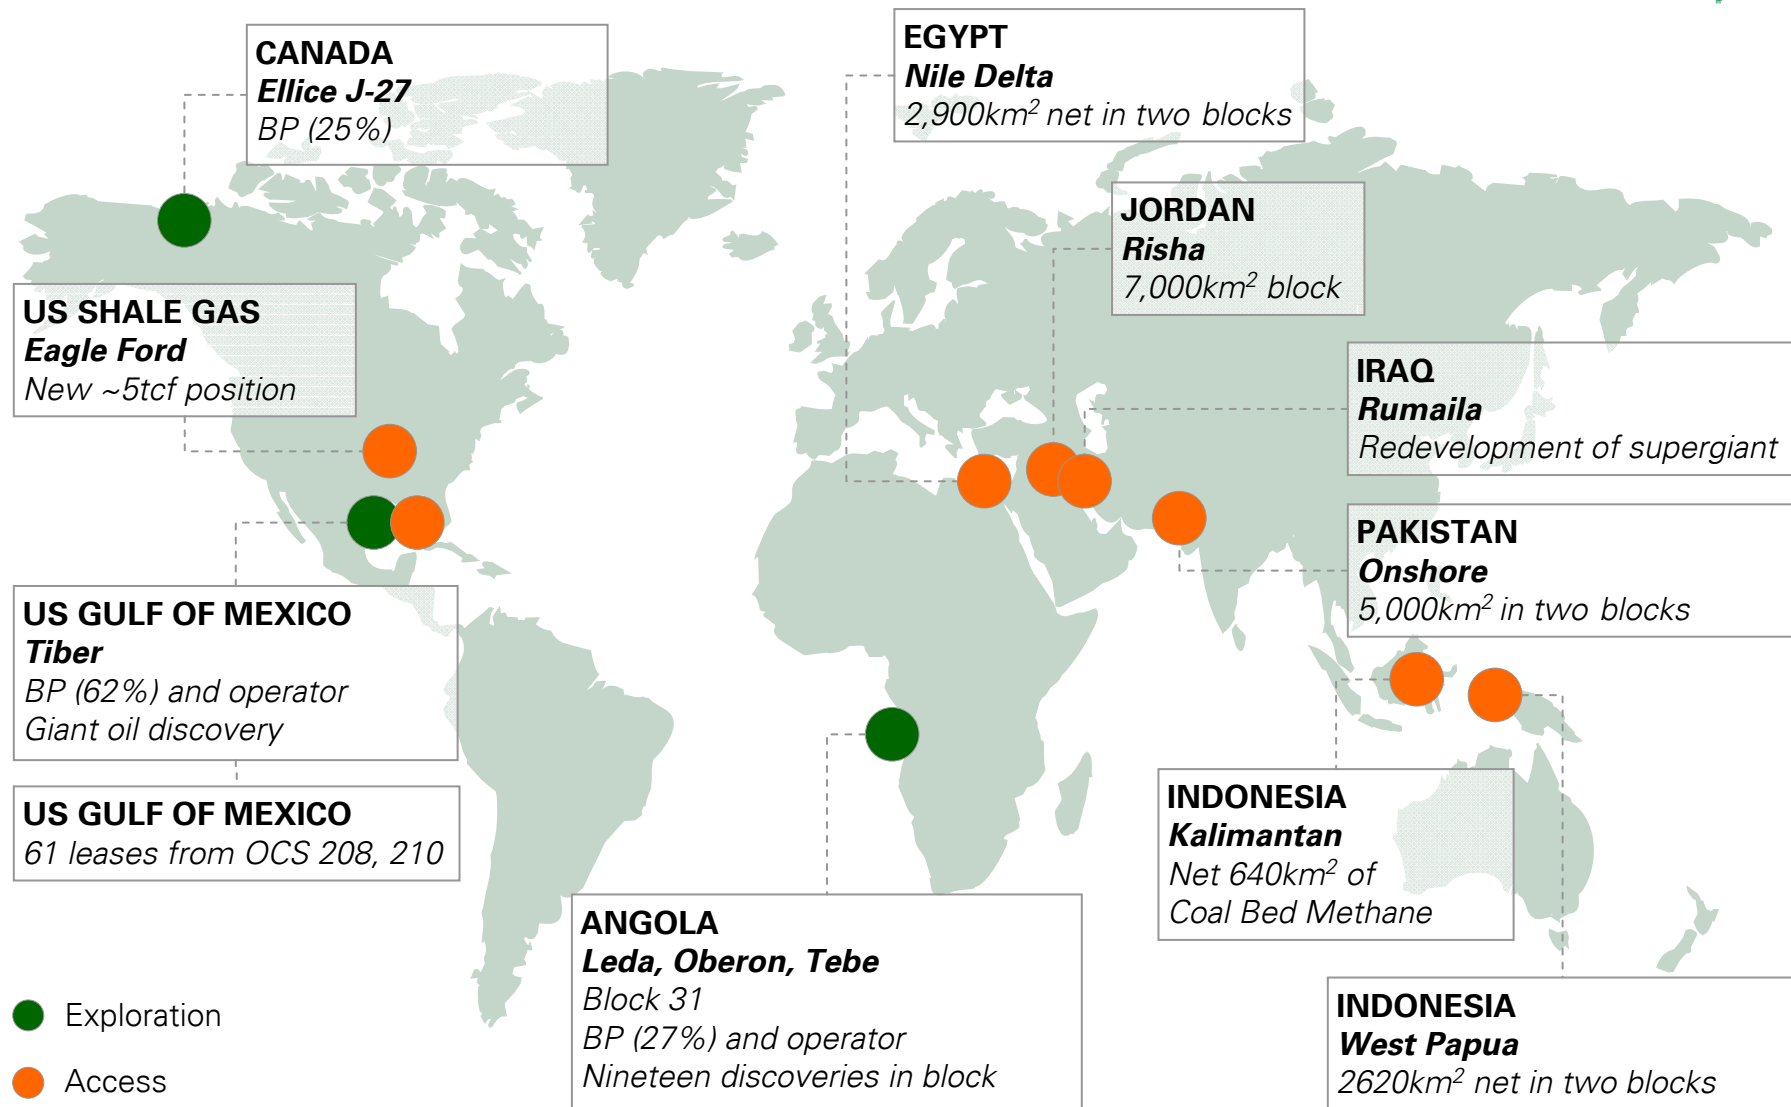 CANADA
Ellice J-27
BP (25%)
EGYPT
Nile Delta
2,900km² net in two blocks
JORDAN
Risha
7,000km² block
US SHALE GAS
Eagle Ford
New ~5tcf position
IRAQ
Rumaila
Redevelopment of supergiant
PAKISTAN
Onshore
5,000km² in two blocks
US GULF OF MEXICO
Tiber
BP (62%) and operator
Giant oil discovery
US GULF OF MEXICO
61 leases from OCS 208, 210
INDONESIA
Kalimantan
Net 640km² of
Coal Bed Methane
ANGOLA
Leda, Oberon, Tebe
Block 31
BP (27%) and operator
Nineteen discoveries in block
INDONESIA
West Papua
2620km² net in two blocks
Exploration
Access